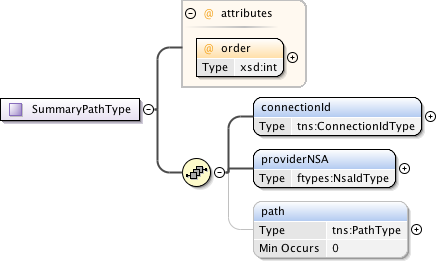 @ attributes
@ order
Type xsd:int
SummaryPathType
connectionId
Type tns:ConnectionIdType
providerNSA
Type ftypes:NsaIdType
path
Type tns:PathType
Min Occurs 0